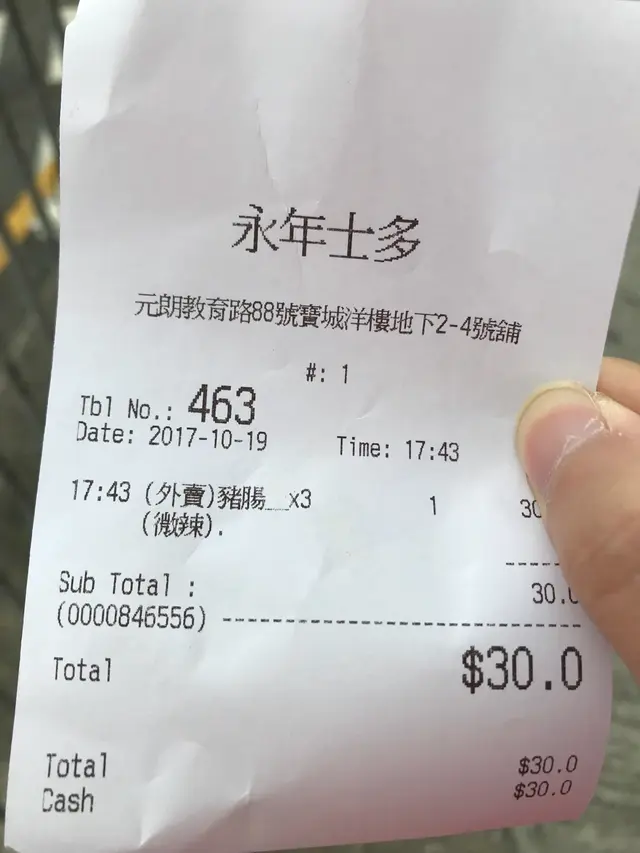 永年士多
元朗教育路88號寶城洋樓地下2-4號舖
#: 1
Tbl No.: 463
Date: 2017-10-19 Time: 17:43
17:43 (外賣)豬腸__x3 1
(微辣).
Sub Total : 30.0
(0000846556)
Total $30.0
Total $30.0
Cash $30.0